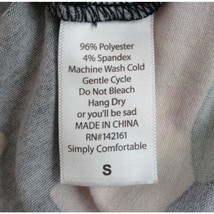 96% Polyester
4% Spandex
Machine Wash Cold
Gentle Cycle
Do Not Bleach
Hang Dry
or you'll be sad
MADE IN CHINA
RN#142161
Simply Comfortable
S